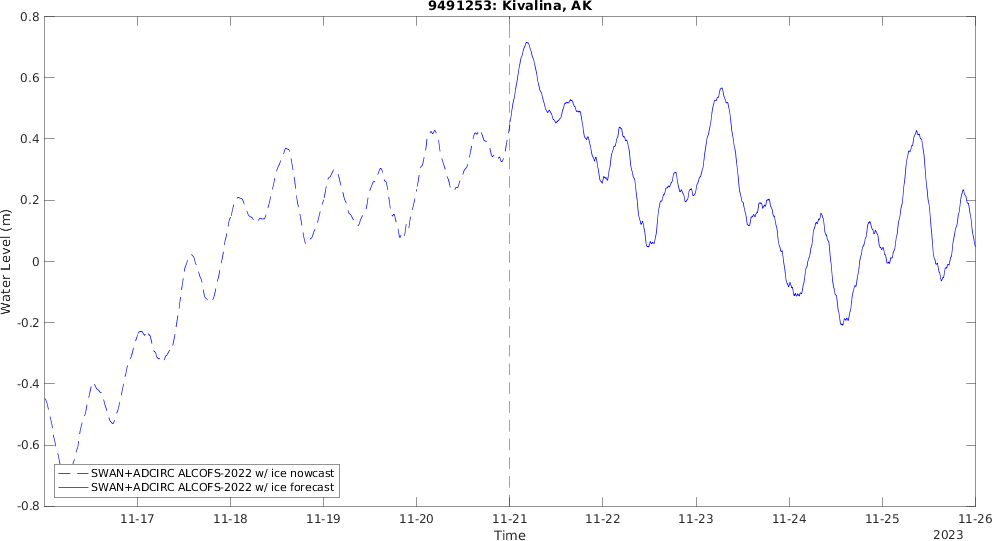 9491253: Kivalina, AK
0.8
0.6
0.4
0.2
0
-0.2
-0.4
-0.6
-0.8
Water Level (m)
SWAN+ADCIRC ALCOFS-2022 w/ ice nowcast
SWAN+ADCIRC ALCOFS-2022 w/ ice forecast
11-17 11-18 11-19 11-20 11-21 11-22 11-23 11-24 11-25 11-26
Time
2023